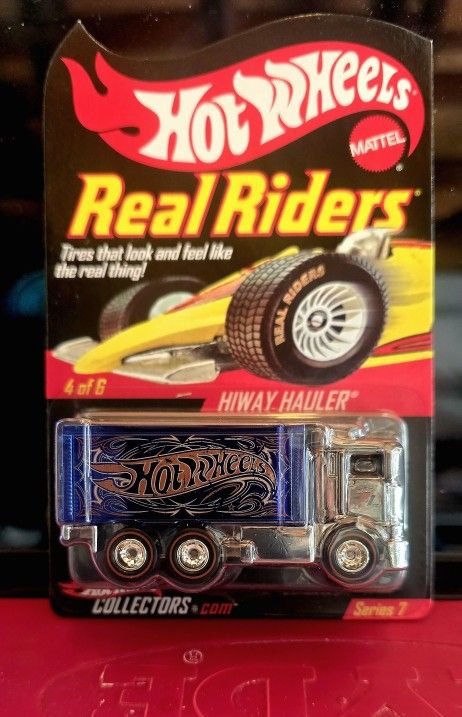 Hot Wheels®
MATTEL®
Real Riders®
Tires that look and feel like
the real thing!
REAL RIDERS
4 of 6
HIWAY HAULER®
Hot Wheels
COLLECTORS.COM™
Series 7